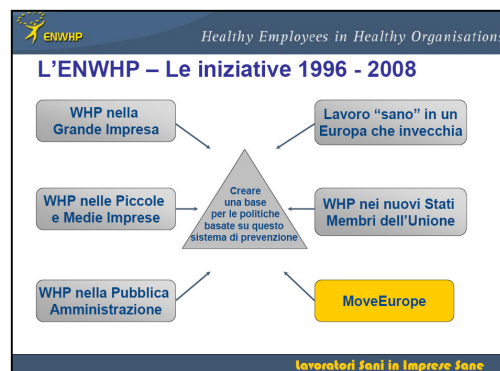 ENWHP
Healthy Employees in Healthy Organisations
L'ENWHP – Le iniziative 1996 - 2008
WHP nella
Grande Impresa
Lavoro “sano” in un
Europa che invecchia
Creare
una base
per le politiche
basate su questo
sistema di prevenzione
WHP nelle Piccole
e Medie Imprese
WHP nei nuovi Stati
Membri dell'Unione
WHP nella Pubblica
Amministrazione
MoveEurope
Lavoratori Sani in Imprese Sane